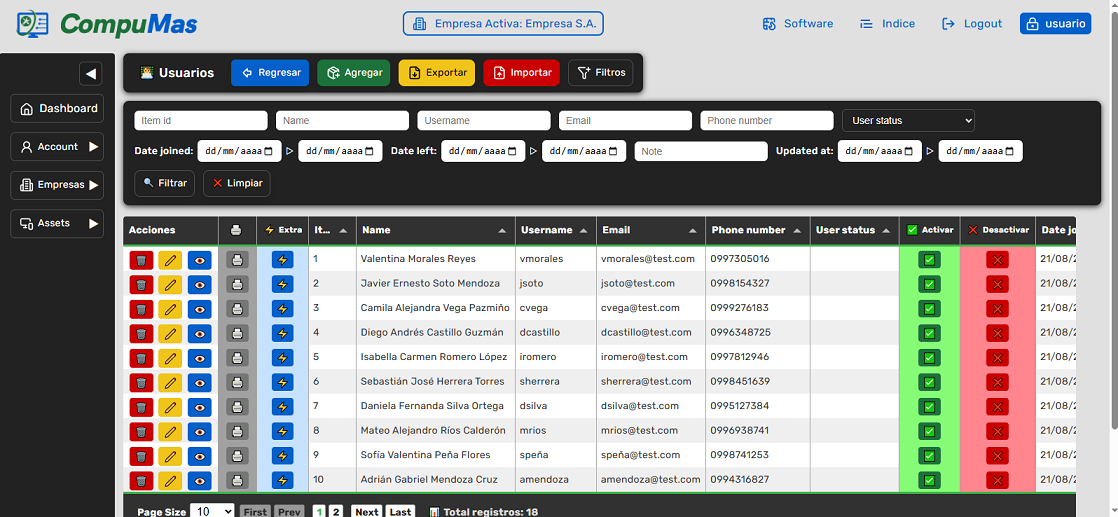 CompuMas
Empresa Activa: Empresa S.A.
Software
Indice
Logout
usuario
Usuarios
Regresar
Agregar
Exportar
Importar
Filtros
Dashboard
Account
Empresas
Assets
Item id Name Username Email Phone number User status
Date joined: dd/mm/aaaa dd/mm/aaaa Date left: dd/mm/aaaa dd/mm/aaaa Note Updated at: dd/mm/aaaa dd/mm/aaaa
Filtrar Limpiar
Acciones Extra It... Name Username Email Phone number User status Activar Desactivar Date jo
1 Valentina Morales Reyes vmorales vmorales@test.com 0997305016 21/08/2
2 Javier Ernesto Soto Mendoza jsoto jsoto@test.com 0998154327 21/08/2
3 Camila Alejandra Vega Pazmiño cvega cvega@test.com 0999276183 21/08/2
4 Diego Andrés Castillo Guzmán dcastillo dcastillo@test.com 0996348725 21/08/2
5 Isabella Carmen Romero López iromero iromero@test.com 0997812946 21/08/2
6 Sebastián José Herrera Torres sherrera sherrera@test.com 0998451639 21/08/2
7 Daniela Fernanda Silva Ortega dsilva dsilva@test.com 0995127384 21/08/2
8 Mateo Alejandro Ríos Calderón mrios mrios@test.com 0996938741 21/08/2
9 Sofía Valentina Peña Flores speña speña@test.com 0998741253 21/08/2
10 Adrián Gabriel Mendoza Cruz amendoza amendoza@test.com 0994316827 21/08/2
Page Size 10 First Prev 1 2 Next Last Total registros: 18